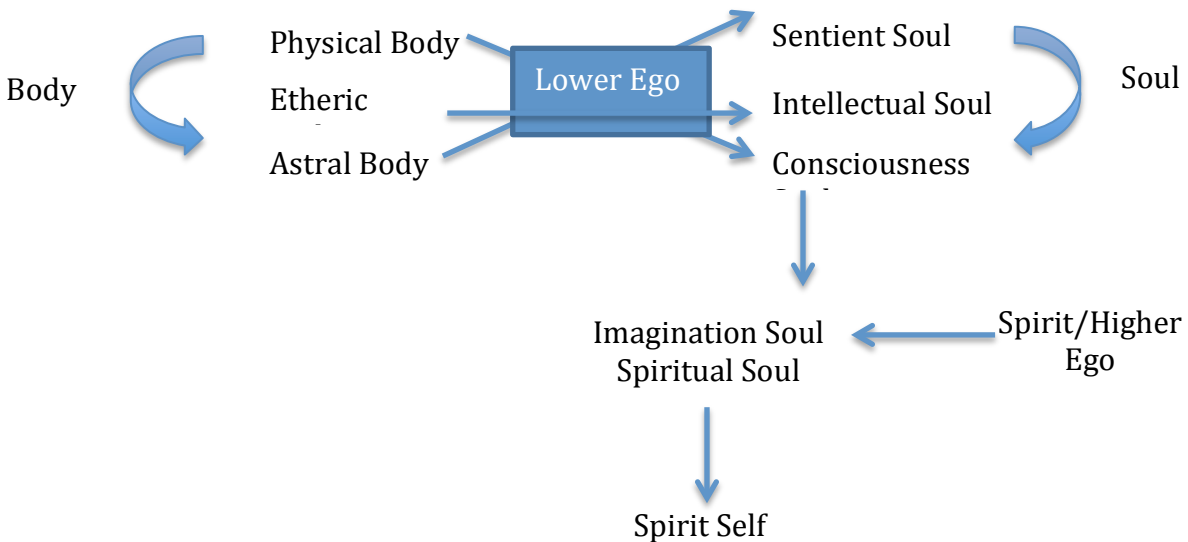 Body
Physical Body
Etheric
Astral Body
Lower Ego
Sentient Soul
Intellectual Soul
Consciousness
Soul
Imagination Soul
Spiritual Soul
Spirit/Higher
Ego
Spirit Self